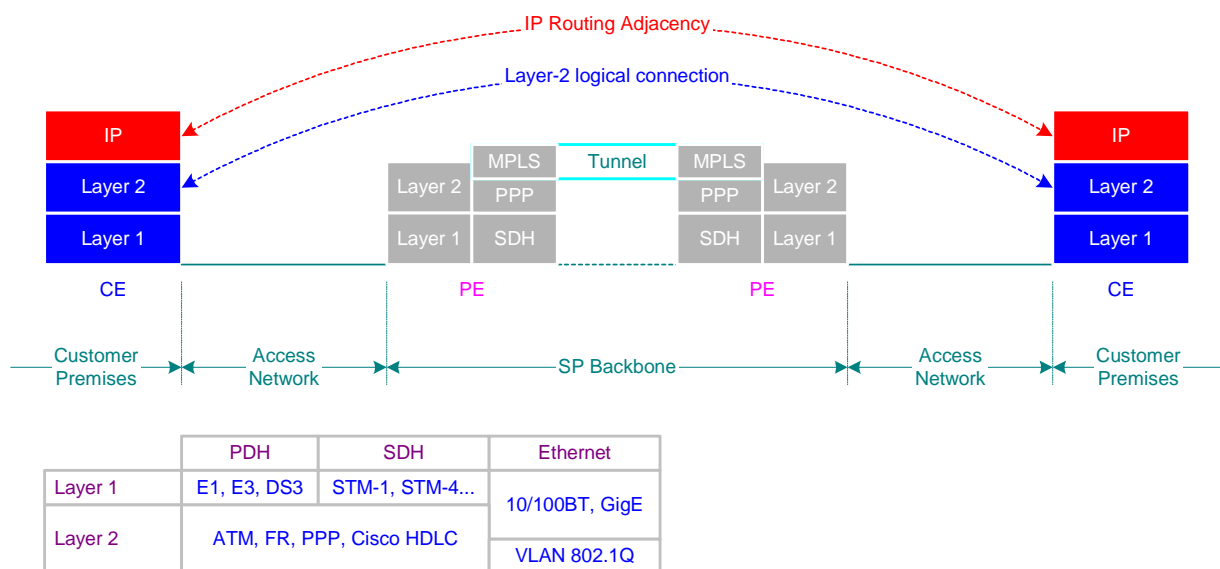 IP Routing Adjacency
Layer-2 logical connection
IP
IP
MPLS
Tunnel
MPLS
Layer 2
Layer 2
PPP
PPP
Layer 2
Layer 2
Layer 1
Layer 1
SDH
SDH
Layer 1
Layer 1
CE
PE
PE
CE
Customer
Premises
Access
Network
SP Backbone
Access
Network
Customer
Premises
PDH
SDH
Ethernet
Layer 1
E1, E3, DS3
STM-1, STM-4...
10/100BT, GigE
Layer 2
ATM, FR, PPP, Cisco HDLC
VLAN 802.1Q